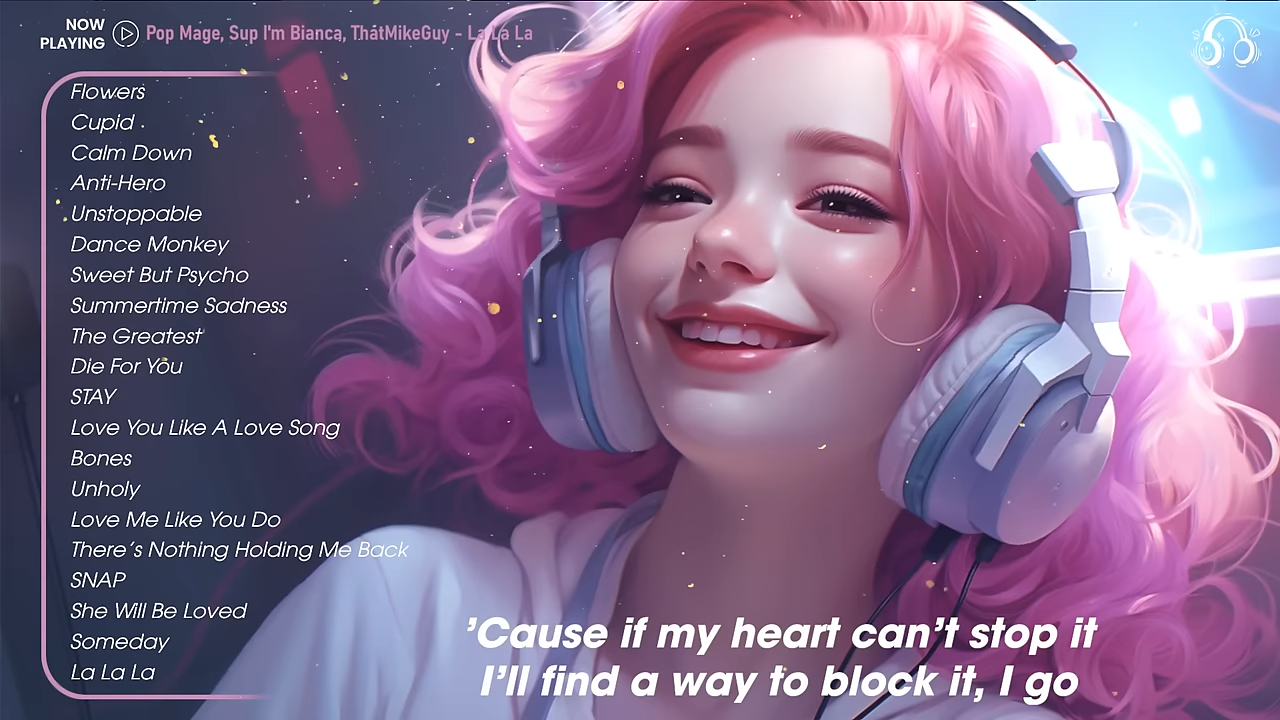 NOW
PLAYING
Pop Mage, Sup I'm Bianca, ThatMikeGuy - La La La
Flowers
Cupid
Calm Down
Anti-Hero
Unstoppable
Dance Monkey
Sweet But Psycho
Summertime Sadness
The Greatest
Die For You
STAY
Love You Like A Love Song
Bones
Unholy
Love Me Like You Do
There's Nothing Holding Me Back
SNAP
She Will Be Loved
Someday
La La La
'Cause if my heart can't stop it
I'll find a way to block it, I go